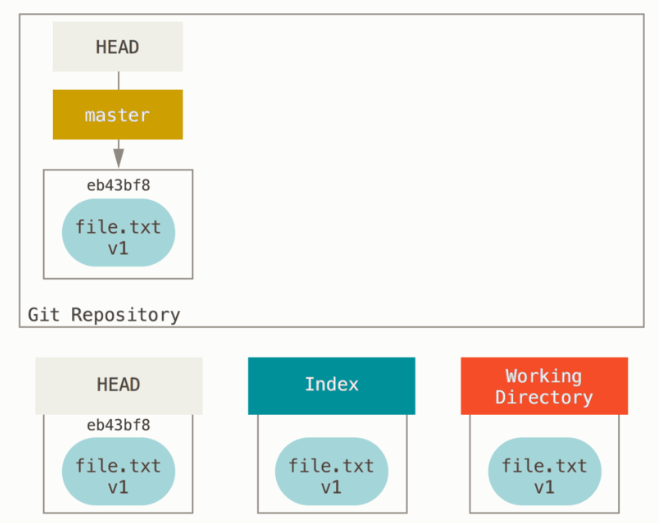 HEAD
master
eb43bf8
file.txt
v1
Git Repository
HEAD
Index
Working
Directory
eb43bf8
file.txt
v1
file.txt
v1
file.txt
v1